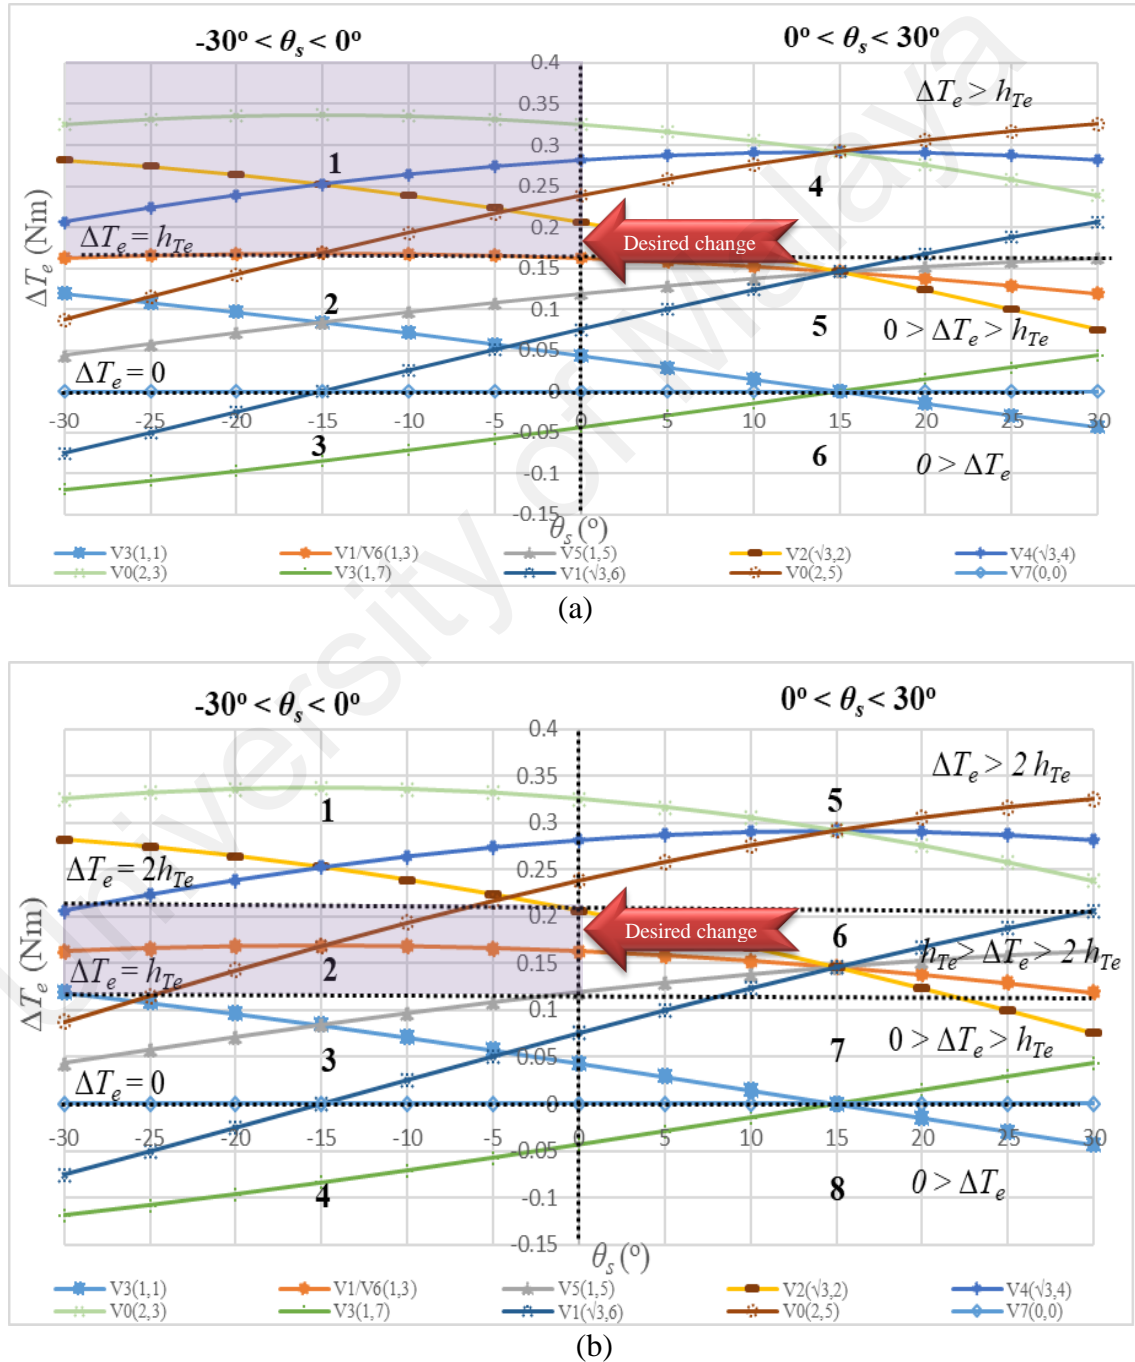 -30° < θs < 0°
0° < θs < 30°
0.4
ΔTe > hTe
0.35
0.3
1
0.25
4
0.2
ΔTe = hTe
Desired change
0.15
ΔTe (Nm)
0.1
2
5
0 > ΔTe > hTe
0.05
ΔTe = 0
0
-30 -25 -20 -15 -10 -5 0 5 10 15 20 25 30
-0.05
3
6
0 > ΔTe
-0.1
-0.15
θs (°)
V3(1,1) V1/V6(1,3) V5(1,5) V2(√3,2) V4(√3,4)
V0(2,3) V3(1,7) V1(√3,6) V0(2,5) V7(0,0)
(a)
-30° < θs < 0°
0° < θs < 30°
0.4
ΔTe > 2 hTe
0.35
0.3
1
5
0.25
ΔTe = 2hTe
0.2
Desired change
6
hTe > ΔTe > 2 hTe
0.15
ΔTe = hTe
2
ΔTe (Nm)
0.1
0 > ΔTe > hTe
3
7
0.05
ΔTe = 0
0
-30 -25 -20 -15 -10 -5 0 5 10 15 20 25 30
-0.05
4
8
0 > ΔTe
-0.1
-0.15
θs (°)
V3(1,1) V1/V6(1,3) V5(1,5) V2(√3,2) V4(√3,4)
V0(2,3) V3(1,7) V1(√3,6) V0(2,5) V7(0,0)
(b)
University of Malaya